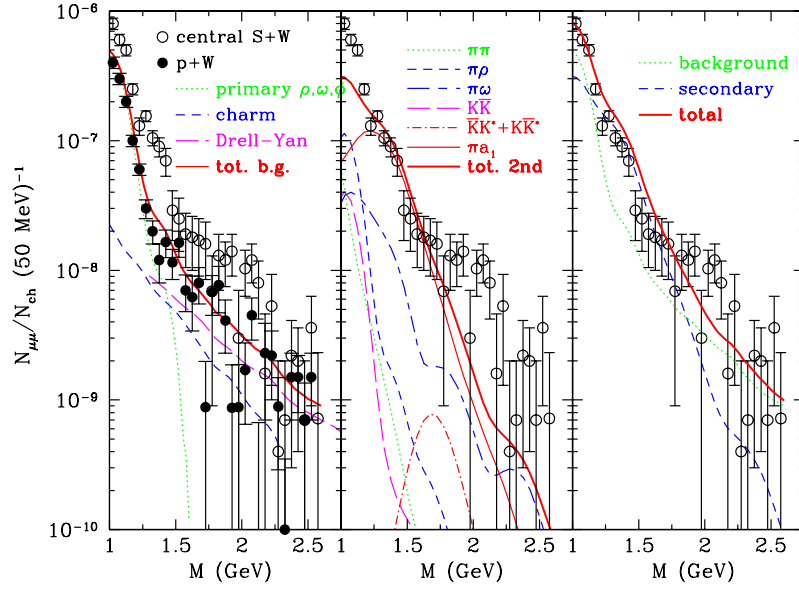 central S+W
p+W
primary ρ,ω,φ
charm
Drell-Yan
tot. b.g.
ππ
πρ
πω
KK̅
K̅K*+KK̅*
πa₁
tot. 2nd
background
secondary
total
10⁻⁶
10⁻⁷
10⁻⁸
10⁻⁹
10⁻¹⁰
N_μμ/N_ch (50 MeV)⁻¹
1 1.5 2 2.5
1 1.5 2 2.5
1 1.5 2 2.5
M (GeV)
M (GeV)
M (GeV)